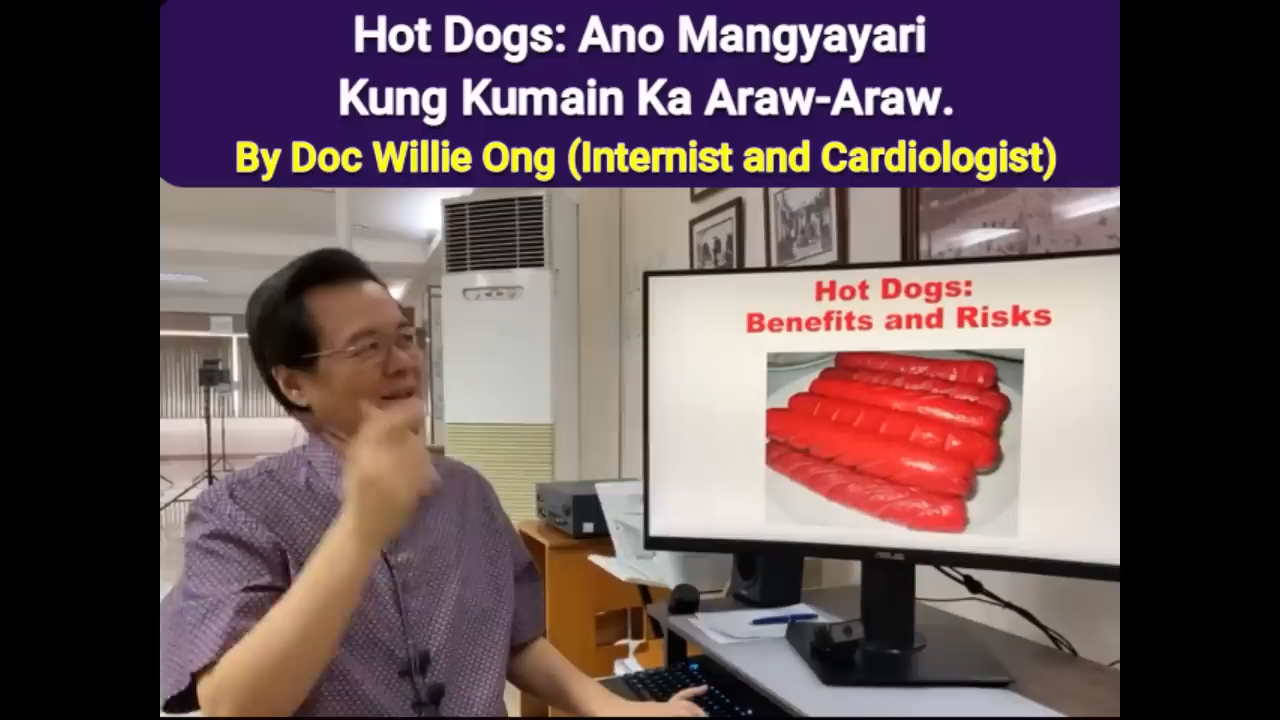 Hot Dogs: Ano Mangyayari
Kung Kumain Ka Araw-Araw.
By Doc Willie Ong (Internist and Cardiologist)
Hot Dogs:
Benefits and Risks
ASUS